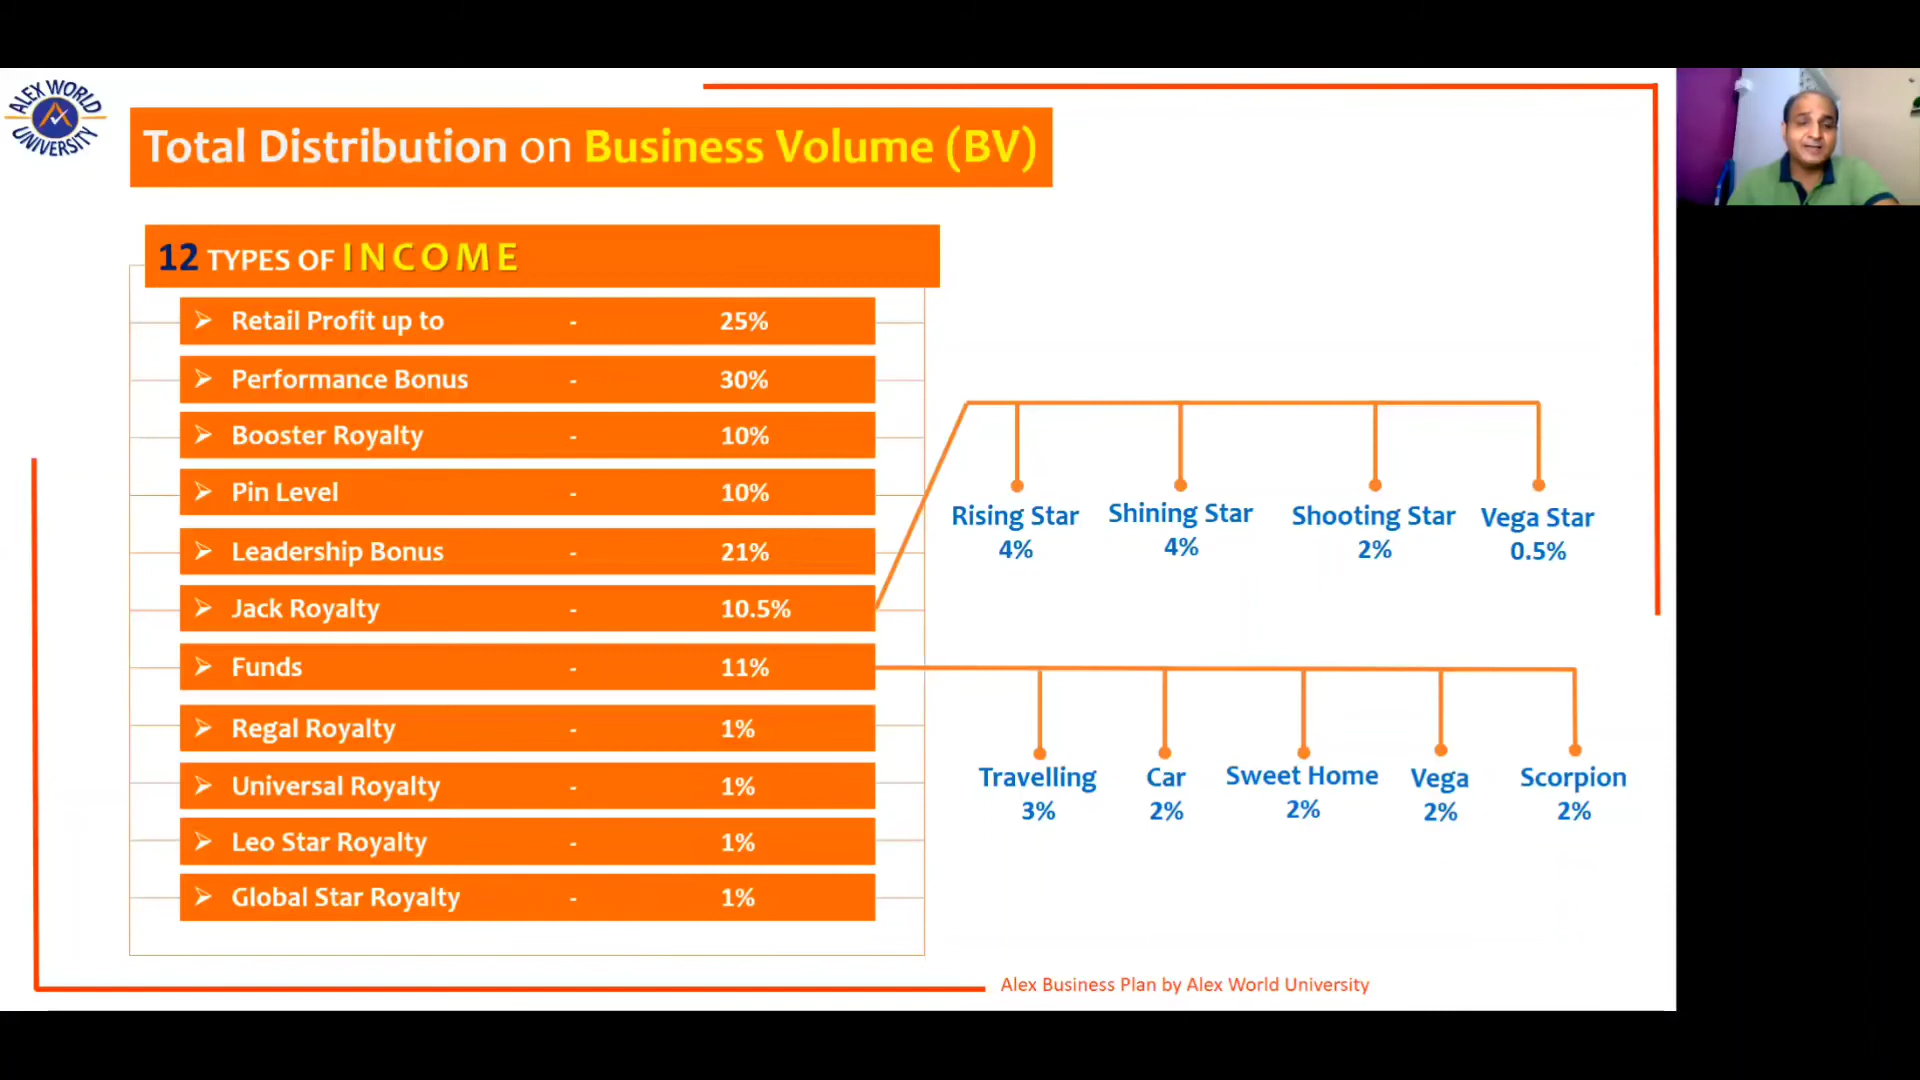 ALEX WORLD
UNIVERSITY
Total Distribution on Business Volume (BV)
12 TYPES OF INCOME
Retail Profit up to - 25%
Performance Bonus - 30%
Booster Royalty - 10%
Pin Level - 10%
Leadership Bonus - 21%
Jack Royalty - 10.5%
Funds - 11%
Regal Royalty - 1%
Universal Royalty - 1%
Leo Star Royalty - 1%
Global Star Royalty - 1%
Rising Star Shining Star Shooting Star Vega Star
4% 4% 2% 0.5%
Travelling Car Sweet Home Vega Scorpion
3% 2% 2% 2% 2%
Alex Business Plan by Alex World University